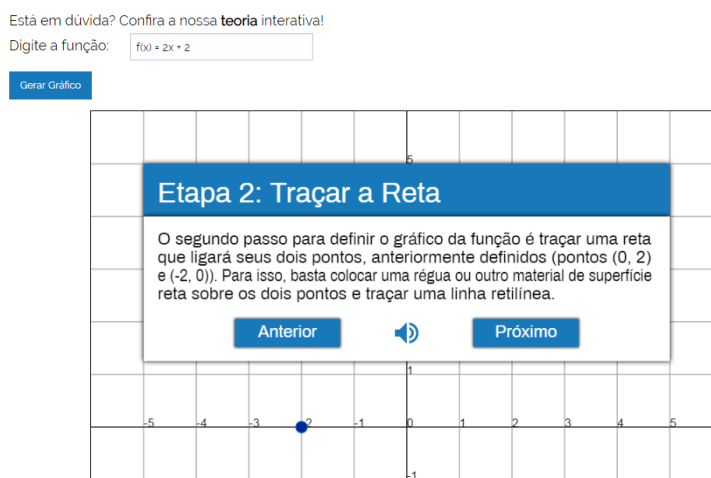 Está em dúvida? Confira a nossa teoria interativa!
Digite a função: f(x) = 2x + 2
Gerar Gráfico
5
Etapa 2: Traçar a Reta
O segundo passo para definir o gráfico da função é traçar uma reta
que ligará seus dois pontos, anteriormente definidos (pontos (0, 2)
e (-2, 0)). Para isso, basta colocar uma régua ou outro material de superfície
reta sobre os dois pontos e traçar uma linha retilínea.
Anterior Próximo
1
-5 -4 -3 -2 -1 0 1 2 3 4 5
-1